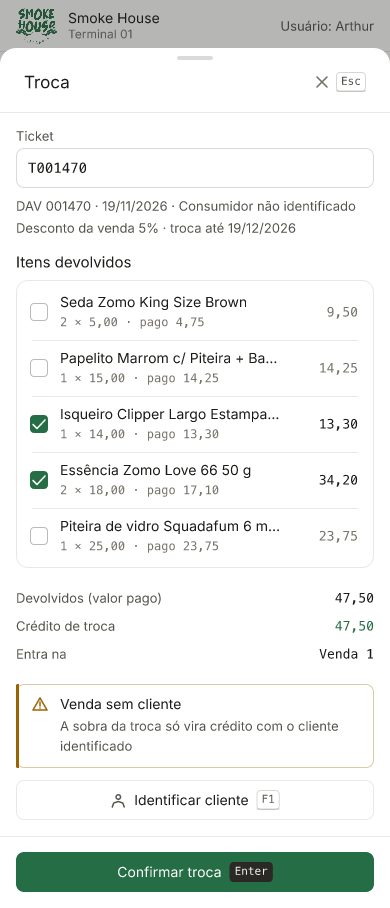 SMOKE
HOUSE
Smoke House
Terminal 01
Usuário: Arthur
Troca
Esc
Ticket
T001470
DAV 001470 · 19/11/2026 · Consumidor não identificado
Desconto da venda 5% · troca até 19/12/2026
Itens devolvidos
Seda Zomo King Size Brown
2 × 5,00 · pago 4,75
9,50
Papelito Marrom c/ Piteira + Ba...
1 × 15,00 · pago 14,25
14,25
Isqueiro Clipper Largo Estampa...
1 × 14,00 · pago 13,30
13,30
Essência Zomo Love 66 50 g
2 × 18,00 · pago 17,10
34,20
Piteira de vidro Squadafum 6 m...
1 × 25,00 · pago 23,75
23,75
Devolvidos (valor pago) 47,50
Crédito de troca 47,50
Entra na Venda 1
Venda sem cliente
A sobra da troca só vira crédito com o cliente
identificado
Identificar cliente F1
Confirmar troca Enter